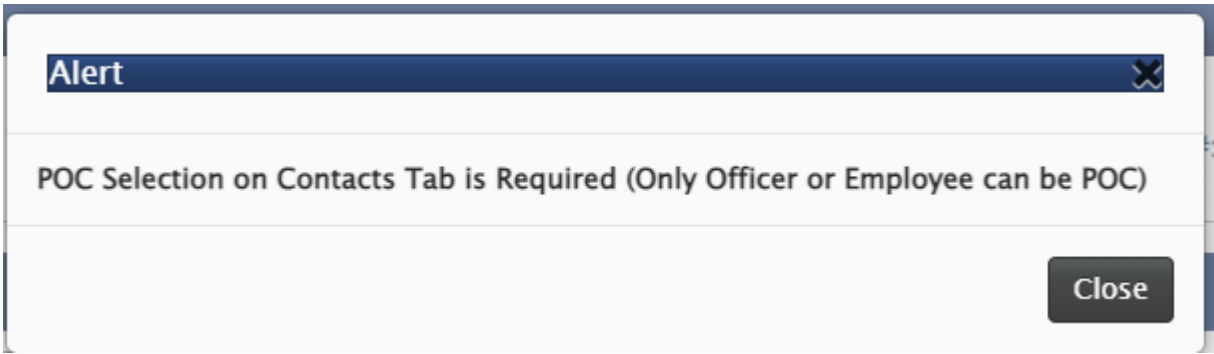 Alert
POC Selection on Contacts Tab is Required (Only Officer or Employee can be POC)
Close